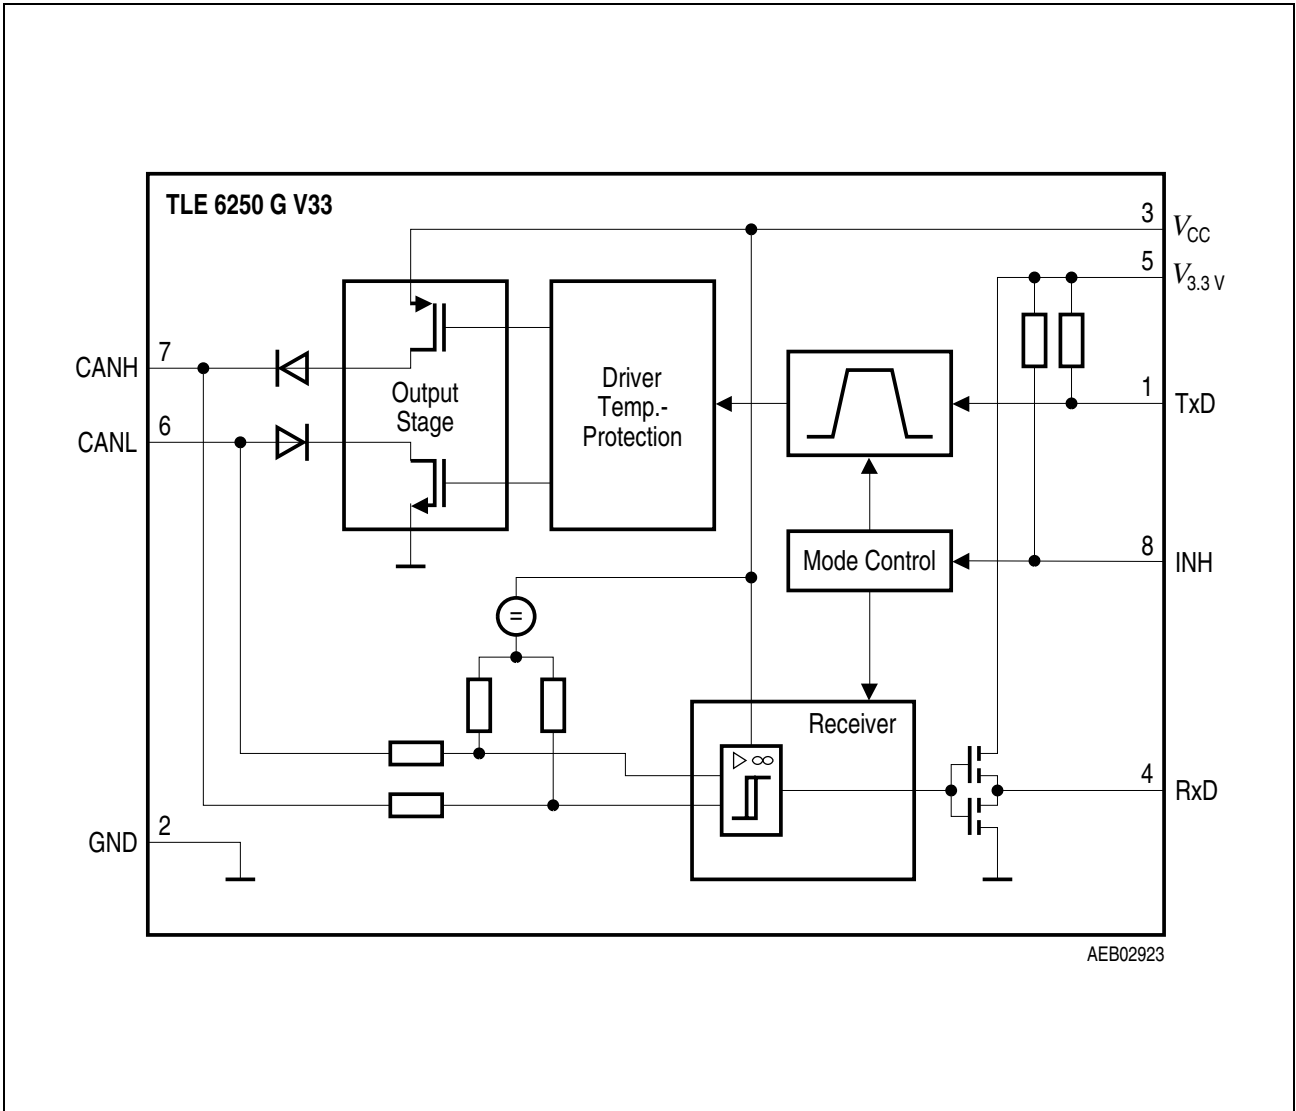 TLE 6250 G V33
3
VCC
5
V3.3 V
7
CANH
Output
Stage
Driver
Temp.-
Protection
1
TxD
6
CANL
Mode Control
8
INH
=
Receiver
▷ ∞
4
RxD
2
GND
AEB02923